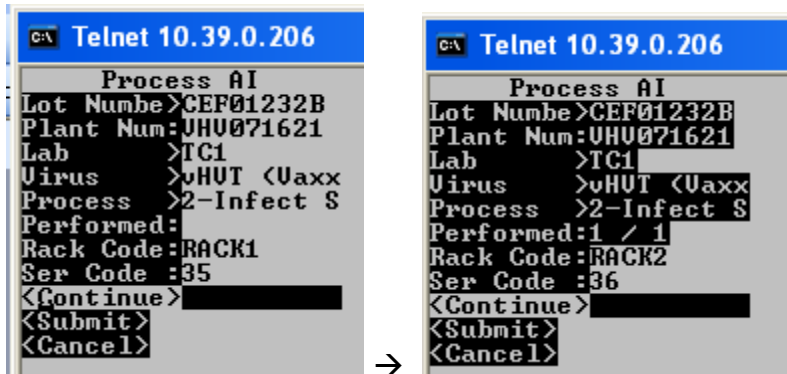 Telnet 10.39.0.206
Process AI
Lot Numbe>CEF01232B
Plant Num:VHV071621
Lab >TC1
Virus >vHVT (Vaxx
Process >2-Infect S
Performed:
Rack Code:RACK1
Ser Code :35
<Continue>
<Submit>
<Cancel>
→
Telnet 10.39.0.206
Process AI
Lot Numbe>CEF01232B
Plant Num:VHV071621
Lab >TC1
Virus >vHVT (Vaxx
Process >2-Infect S
Performed:1 / 1
Rack Code:RACK2
Ser Code :36
<Continue>
<Submit>
<Cancel>